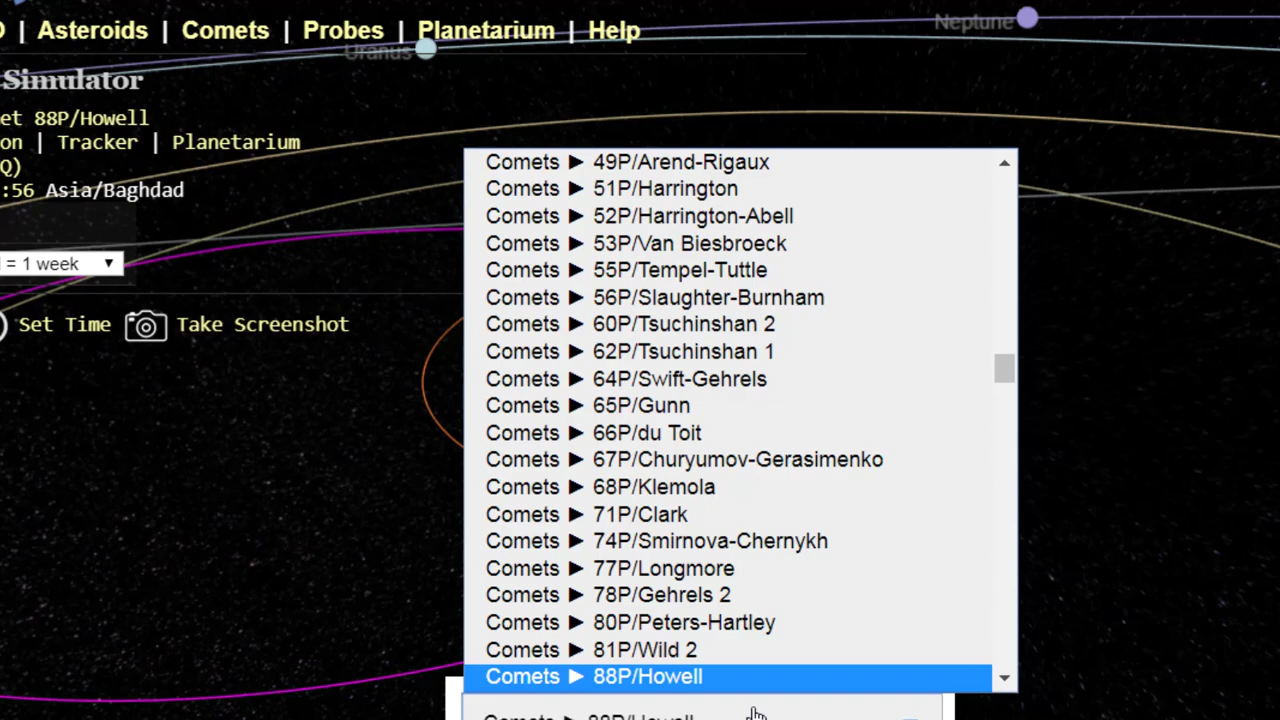 | Asteroids | Comets | Probes | Planetarium | Help
Neptune
Uranus
Simulator
et 88P/Howell
on | Tracker | Planetarium
Q)
:56 Asia/Baghdad
= 1 week ▼
Set Time Take Screenshot
Comets ► 49P/Arend-Rigaux
Comets ► 51P/Harrington
Comets ► 52P/Harrington-Abell
Comets ► 53P/Van Biesbroeck
Comets ► 55P/Tempel-Tuttle
Comets ► 56P/Slaughter-Burnham
Comets ► 60P/Tsuchinshan 2
Comets ► 62P/Tsuchinshan 1
Comets ► 64P/Swift-Gehrels
Comets ► 65P/Gunn
Comets ► 66P/du Toit
Comets ► 67P/Churyumov-Gerasimenko
Comets ► 68P/Klemola
Comets ► 71P/Clark
Comets ► 74P/Smirnova-Chernykh
Comets ► 77P/Longmore
Comets ► 78P/Gehrels 2
Comets ► 80P/Peters-Hartley
Comets ► 81P/Wild 2
Comets ► 88P/Howell
Comets ► 88P/Howell